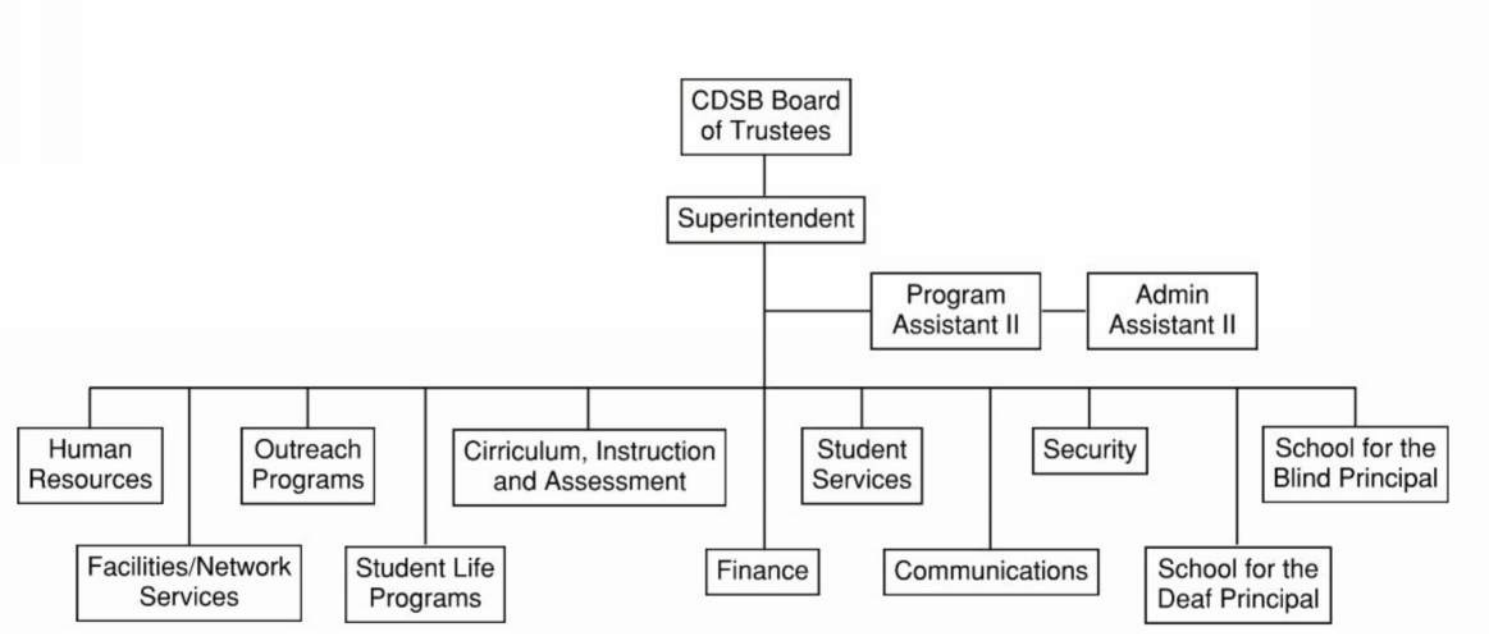 CDSB Board
of Trustees
Superintendent
Program
Assistant II
Admin
Assistant II
Human
Resources
Outreach
Programs
Cirriculum, Instruction
and Assessment
Student
Services
Security
School for the
Blind Principal
Facilities/Network
Services
Student Life
Programs
Finance
Communications
School for the
Deaf Principal